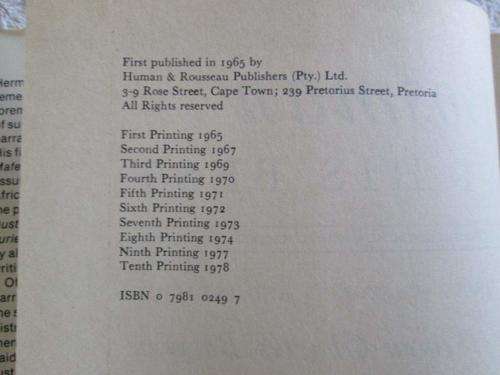 First published in 1965 by
Human & Rousseau Publishers (Pty.) Ltd.
3-9 Rose Street, Cape Town; 239 Pretorius Street, Pretoria
All Rights reserved
First Printing 1965
Second Printing 1967
Third Printing 1969
Fourth Printing 1970
Fifth Printing 1971
Sixth Printing 1972
Seventh Printing 1973
Eighth Printing 1974
Ninth Printing 1977
Tenth Printing 1978
ISBN 0 7981 0249 7